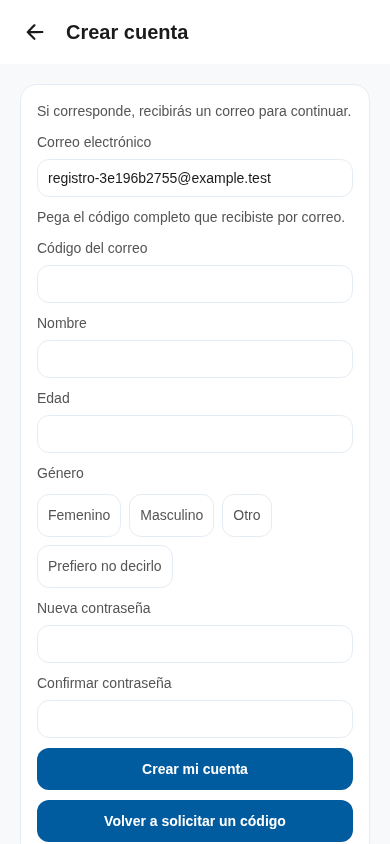 Crear cuenta
Si corresponde, recibirás un correo para continuar.
Correo electrónico
registro-3e196b2755@example.test
Pega el código completo que recibiste por correo.
Código del correo
Nombre
Edad
Género
Femenino Masculino Otro
Prefiero no decirlo
Nueva contraseña
Confirmar contraseña
Crear mi cuenta
Volver a solicitar un código